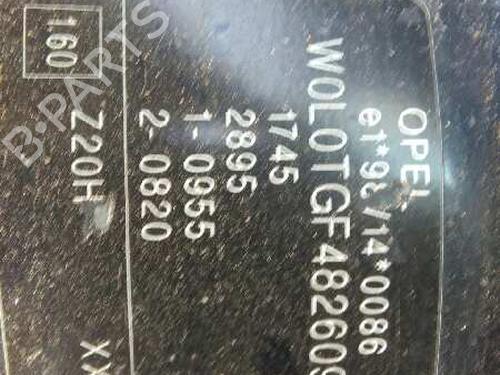 OPEL
e1*98/14*0086
W0L0TGF482609
1745
2895
1- 0955
2- 0820
160
Z20H
XX
B-PARTS